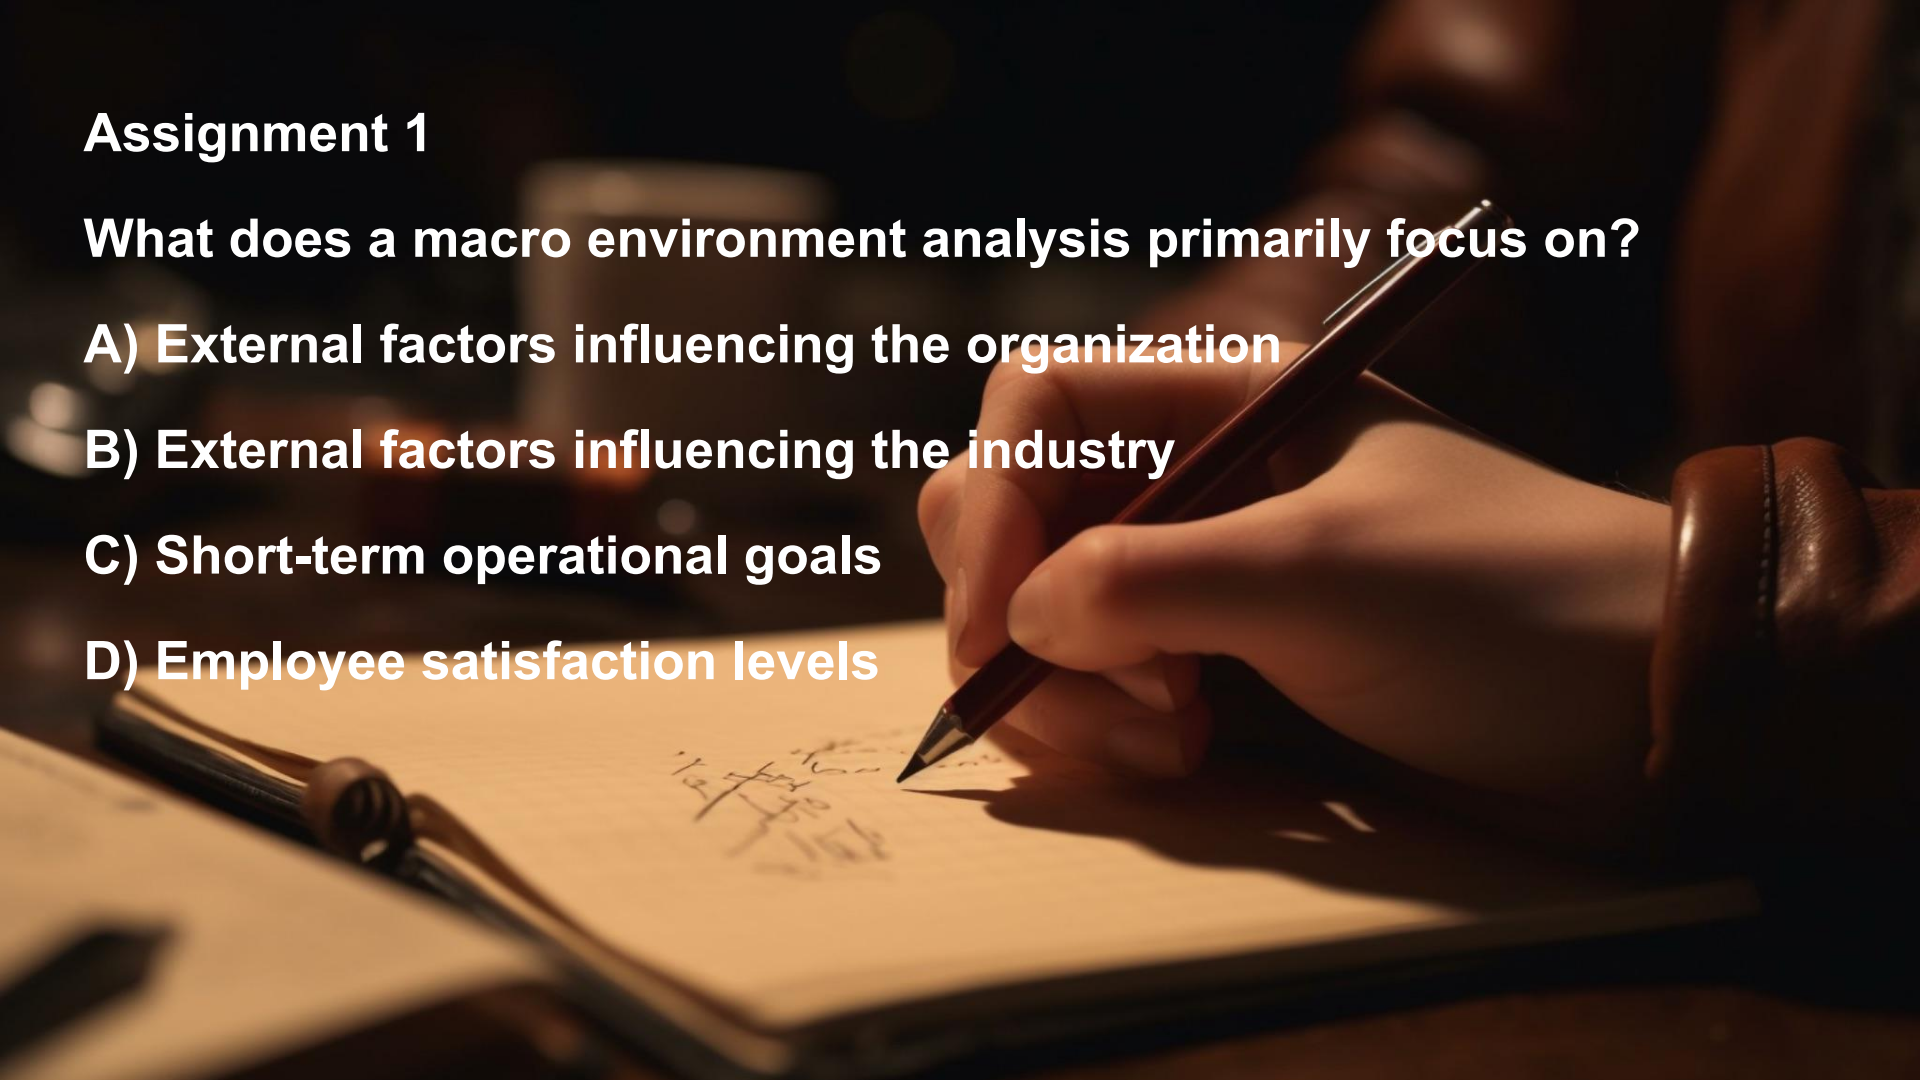 Assignment 1
What does a macro environment analysis primarily focus on?
A) External factors influencing the organization
B) External factors influencing the industry
C) Short-term operational goals
D) Employee satisfaction levels